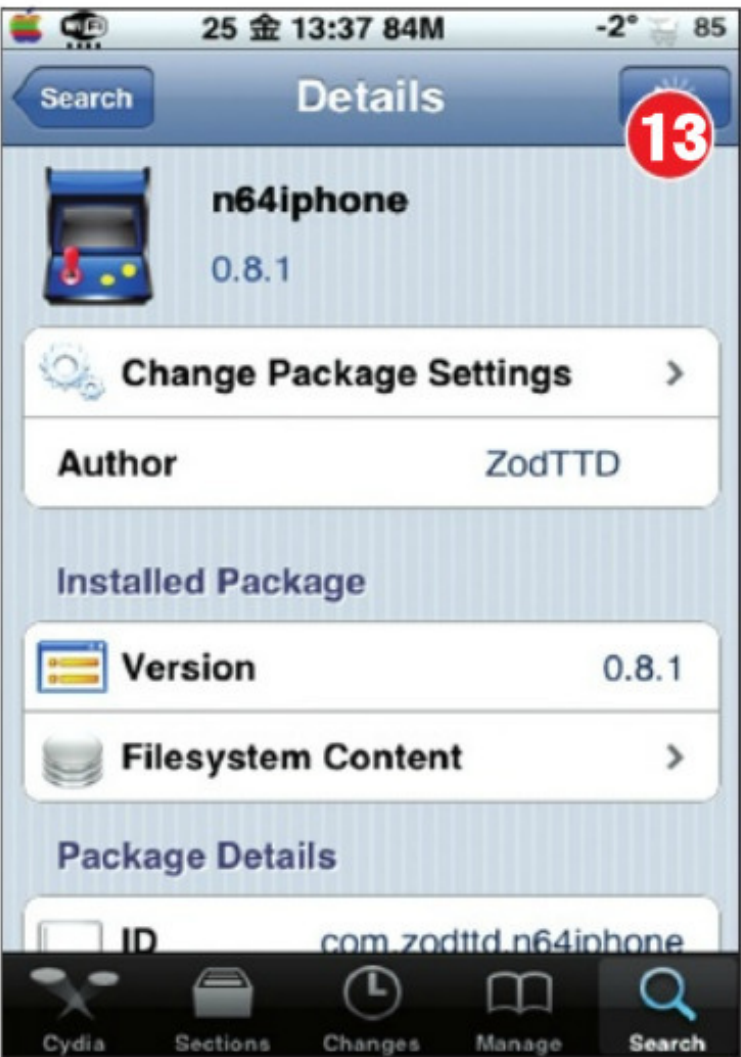 25 金 13:37 84M -2° 85
Search Details
13
n64iphone
0.8.1
Change Package Settings >
Author ZodTTD
Installed Package
Version 0.8.1
Filesystem Content >
Package Details
ID com.zodttd.n64iphone
Cydia Sections Changes Manage Search